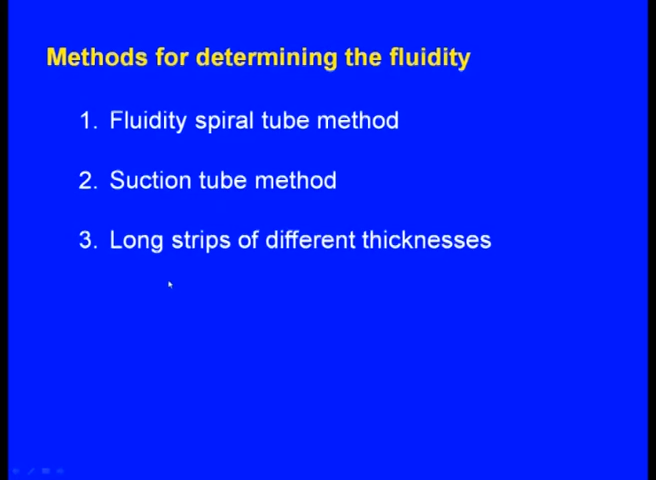 Methods for determining the fluidity
1. Fluidity spiral tube method
2. Suction tube method
3. Long strips of different thicknesses